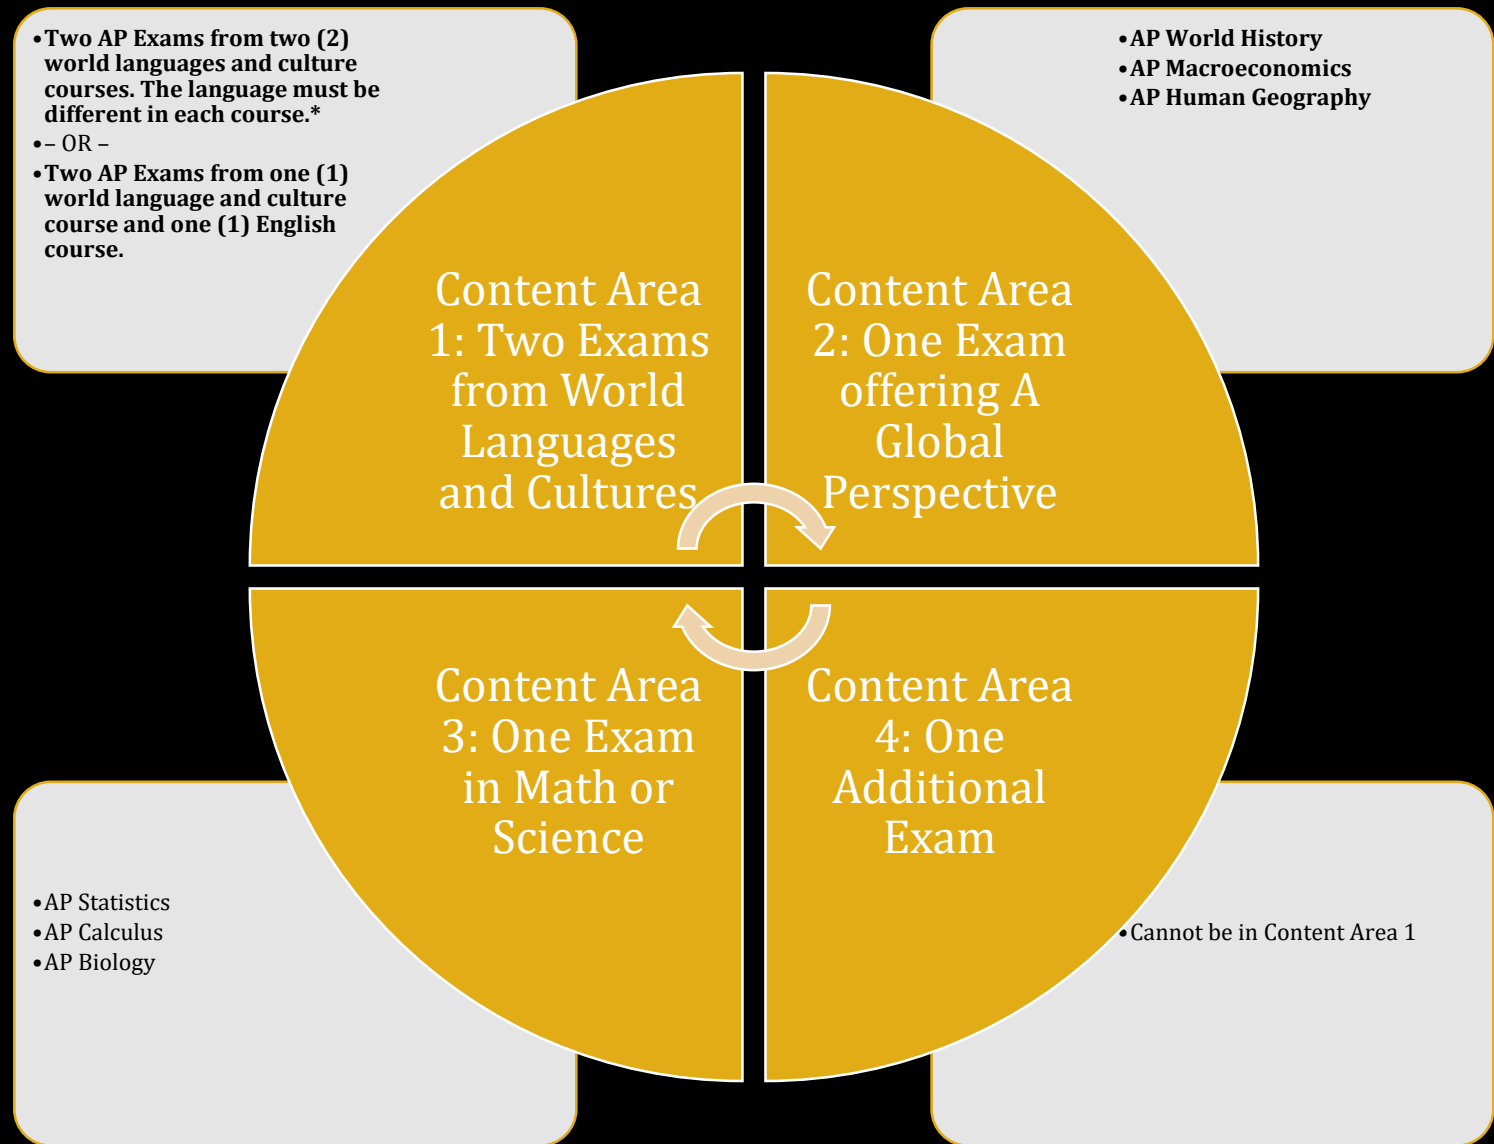 •Two AP Exams from two (2)
world languages and culture
courses. The language must be
different in each course.*
•– OR –
•Two AP Exams from one (1)
world language and culture
course and one (1) English
course.
•AP World History
•AP Macroeconomics
•AP Human Geography
Content Area
1: Two Exams
from World
Languages
and Cultures
Content Area
2: One Exam
offering A
Global
Perspective
Content Area
3: One Exam
in Math or
Science
Content Area
4: One
Additional
Exam
•AP Statistics
•AP Calculus
•AP Biology
•Cannot be in Content Area 1